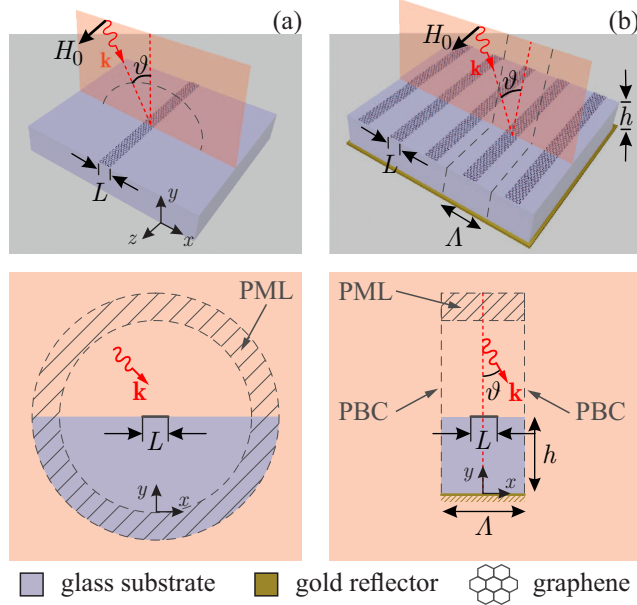 (a)
H₀
k
ϑ
L
y
z
x
(b)
H₀
k
ϑ
h
L
Λ
PML
k
L
y
x
PML
k
ϑ
PBC
PBC
L
h
y
x
Λ
glass substrate
gold reflector
graphene